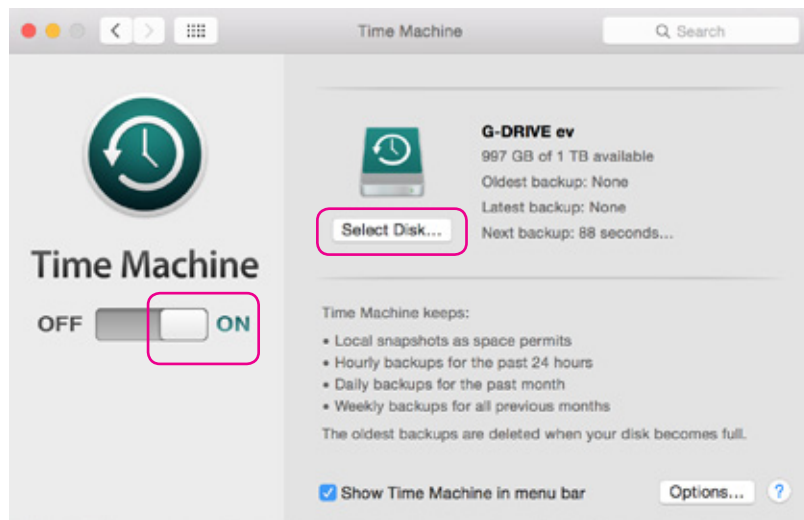 Time Machine
Search
Time Machine
OFF ON
G-DRIVE ev
997 GB of 1 TB available
Oldest backup: None
Latest backup: None
Next backup: 88 seconds...
Select Disk...
Time Machine keeps:
• Local snapshots as space permits
• Hourly backups for the past 24 hours
• Daily backups for the past month
• Weekly backups for all previous months
The oldest backups are deleted when your disk becomes full.
Show Time Machine in menu bar
Options...
?